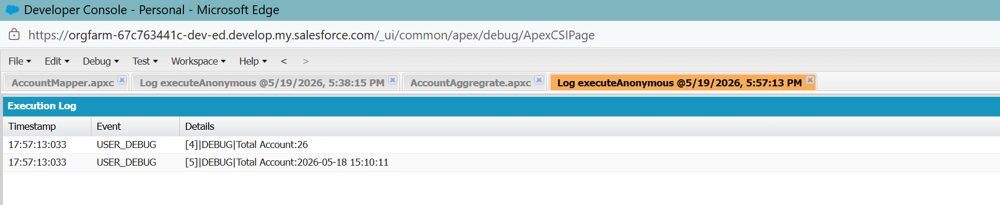 Developer Console - Personal - Microsoft Edge
https://orgfarm-67c763441c-dev-ed.develop.my.salesforce.com/_ui/common/apex/debug/ApexCSIPage
File Edit Debug Test Workspace Help < >
AccountMapper.apxc Log executeAnonymous @5/19/2026, 5:38:15 PM AccountAggregrate.apxc Log executeAnonymous @5/19/2026, 5:57:13 PM
Execution Log
Timestamp Event Details
17:57:13:033 USER_DEBUG [4]|DEBUG|Total Account:26
17:57:13:033 USER_DEBUG [5]|DEBUG|Total Account:2026-05-18 15:10:11